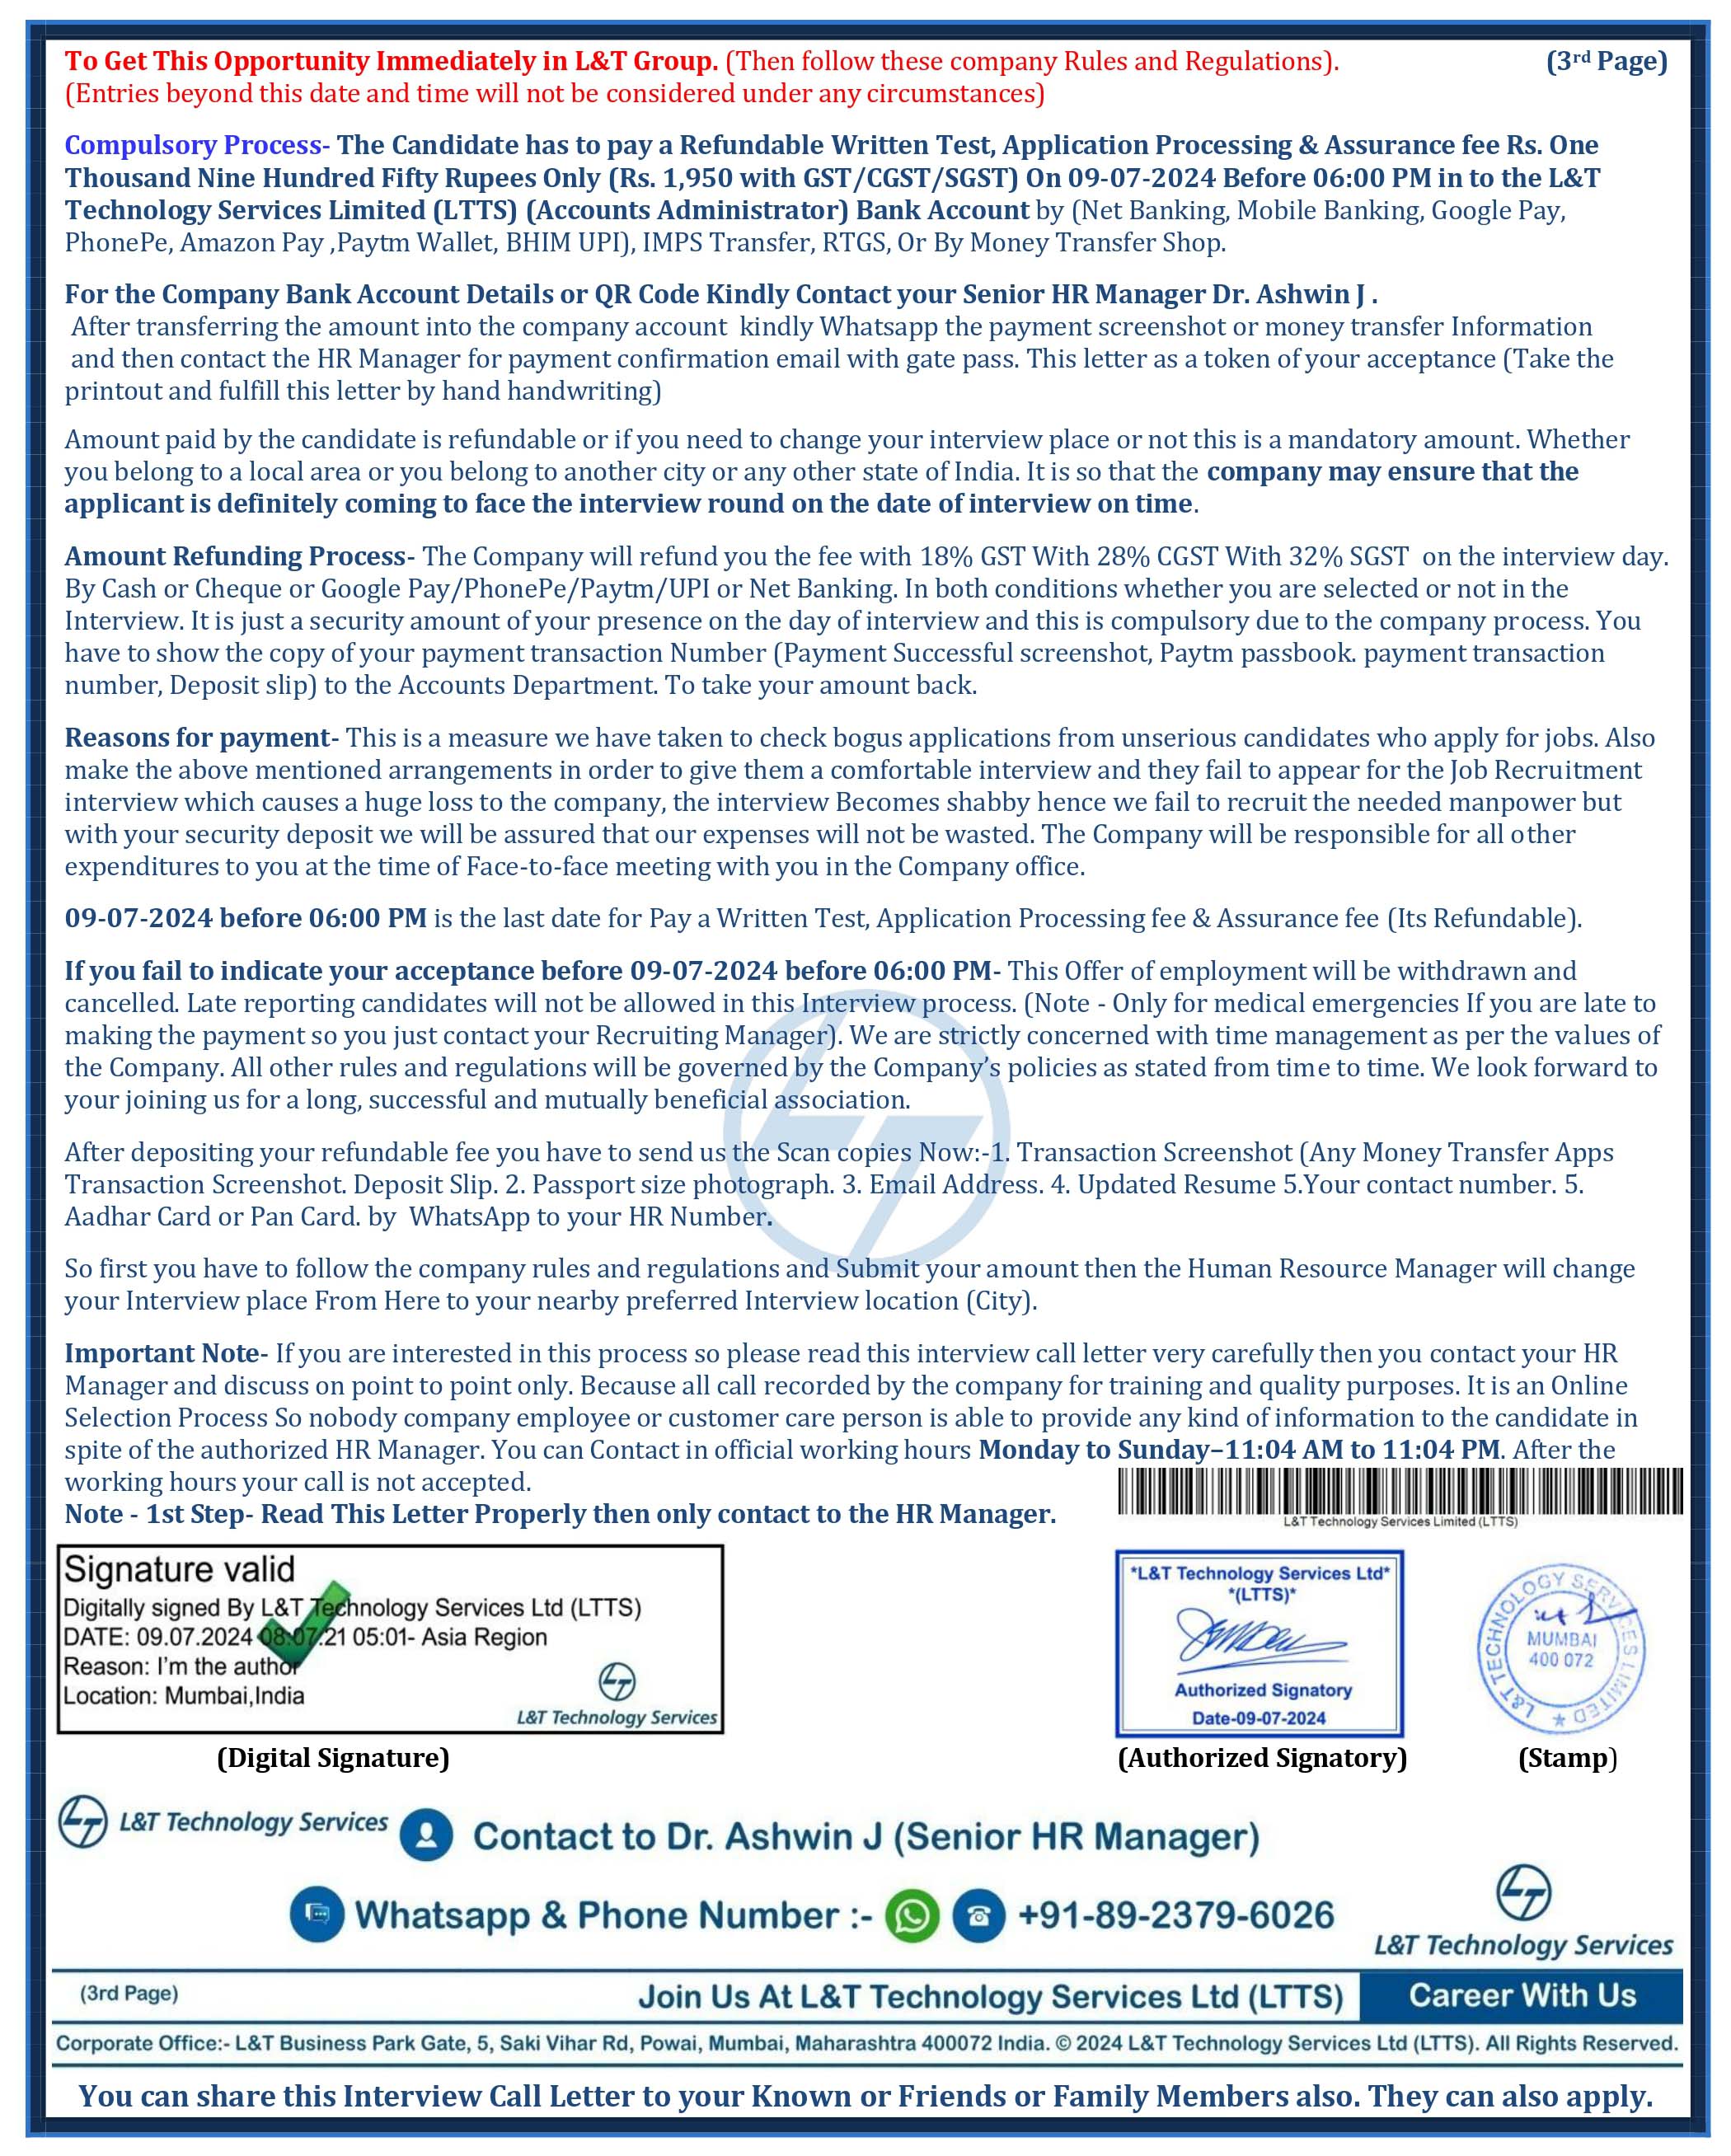 To Get This Opportunity Immediately in L&T Group. (Then follow these company Rules and Regulations). (3rd Page)
(Entries beyond this date and time will not be considered under any circumstances)
Compulsory Process- The Candidate has to pay a Refundable Written Test, Application Processing & Assurance fee Rs. One
Thousand Nine Hundred Fifty Rupees Only (Rs. 1,950 with GST/CGST/SGST) On 09-07-2024 Before 06:00 PM in to the L&T
Technology Services Limited (LTTS) (Accounts Administrator) Bank Account by (Net Banking, Mobile Banking, Google Pay,
PhonePe, Amazon Pay ,Paytm Wallet, BHIM UPI), IMPS Transfer, RTGS, Or By Money Transfer Shop.
For the Company Bank Account Details or QR Code Kindly Contact your Senior HR Manager Dr. Ashwin J .
After transferring the amount into the company account kindly Whatsapp the payment screenshot or money transfer Information
and then contact the HR Manager for payment confirmation email with gate pass. This letter as a token of your acceptance (Take the
printout and fulfill this letter by hand handwriting)
Amount paid by the candidate is refundable or if you need to change your interview place or not this is a mandatory amount. Whether
you belong to a local area or you belong to another city or any other state of India. It is so that the company may ensure that the
applicant is definitely coming to face the interview round on the date of interview on time.
Amount Refunding Process- The Company will refund you the fee with 18% GST With 28% CGST With 32% SGST on the interview day.
By Cash or Cheque or Google Pay/PhonePe/Paytm/UPI or Net Banking. In both conditions whether you are selected or not in the
Interview. It is just a security amount of your presence on the day of interview and this is compulsory due to the company process. You
have to show the copy of your payment transaction Number (Payment Successful screenshot, Paytm passbook. payment transaction
number, Deposit slip) to the Accounts Department. To take your amount back.
Reasons for payment- This is a measure we have taken to check bogus applications from unserious candidates who apply for jobs. Also
make the above mentioned arrangements in order to give them a comfortable interview and they fail to appear for the Job Recruitment
interview which causes a huge loss to the company, the interview Becomes shabby hence we fail to recruit the needed manpower but
with your security deposit we will be assured that our expenses will not be wasted. The Company will be responsible for all other
expenditures to you at the time of Face-to-face meeting with you in the Company office.
09-07-2024 before 06:00 PM is the last date for Pay a Written Test, Application Processing fee & Assurance fee (Its Refundable).
If you fail to indicate your acceptance before 09-07-2024 before 06:00 PM- This Offer of employment will be withdrawn and
cancelled. Late reporting candidates will not be allowed in this Interview process. (Note - Only for medical emergencies If you are late to
making the payment so you just contact your Recruiting Manager). We are strictly concerned with time management as per the values of
the Company. All other rules and regulations will be governed by the Company's policies as stated from time to time. We look forward to
your joining us for a long, successful and mutually beneficial association.
After depositing your refundable fee you have to send us the Scan copies Now:-1. Transaction Screenshot (Any Money Transfer Apps
Transaction Screenshot. Deposit Slip. 2. Passport size photograph. 3. Email Address. 4. Updated Resume 5.Your contact number. 5.
Aadhar Card or Pan Card. by WhatsApp to your HR Number.
So first you have to follow the company rules and regulations and Submit your amount then the Human Resource Manager will change
your Interview place From Here to your nearby preferred Interview location (City).
Important Note- If you are interested in this process so please read this interview call letter very carefully then you contact your HR
Manager and discuss on point to point only. Because all call recorded by the company for training and quality purposes. It is an Online
Selection Process So nobody company employee or customer care person is able to provide any kind of information to the candidate in
spite of the authorized HR Manager. You can Contact in official working hours Monday to Sunday–11:04 AM to 11:04 PM. After the
working hours your call is not accepted.
Note - 1st Step- Read This Letter Properly then only contact to the HR Manager.
L&T Technology Services Limited (LTTS)
Signature valid
Digitally signed By L&T Technology Services Ltd (LTTS)
DATE: 09.07.2024 08:07:21 05:01- Asia Region
Reason: I'm the author
Location: Mumbai,India
L&T Technology Services
(Digital Signature)
*L&T Technology Services Ltd*
*(LTTS)*
Authorized Signatory
Date-09-07-2024
(Authorized Signatory)
L&T TECHNOLOGY SERVICES LIMITED *
MUMBAI
400 072
(Stamp)
L&T Technology Services
Contact to Dr. Ashwin J (Senior HR Manager)
Whatsapp & Phone Number :- +91-89-2379-6026
L&T Technology Services
(3rd Page) Join Us At L&T Technology Services Ltd (LTTS) Career With Us
Corporate Office:- L&T Business Park Gate, 5, Saki Vihar Rd, Powai, Mumbai, Maharashtra 400072 India. © 2024 L&T Technology Services Ltd (LTTS). All Rights Reserved.
You can share this Interview Call Letter to your Known or Friends or Family Members also. They can also apply.